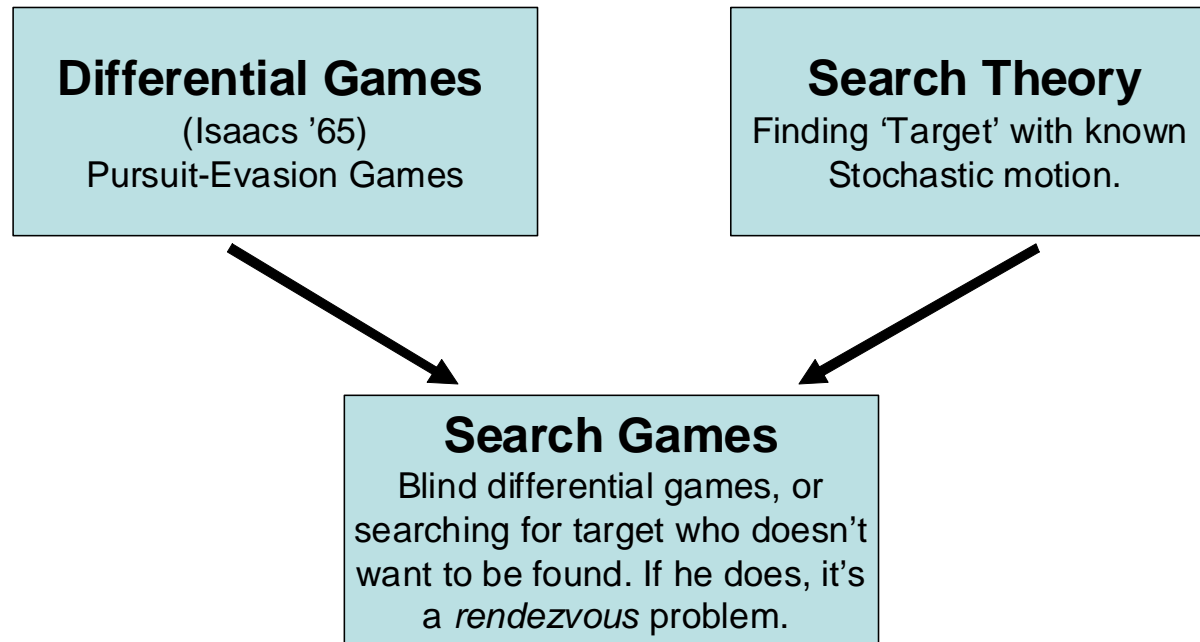 Differential Games
(Isaacs ’65)
Pursuit-Evasion Games
Search Theory
Finding ‘Target’ with known
Stochastic motion.
Search Games
Blind differential games, or
searching for target who doesn’t
want to be found. If he does, it’s
a rendezvous problem.